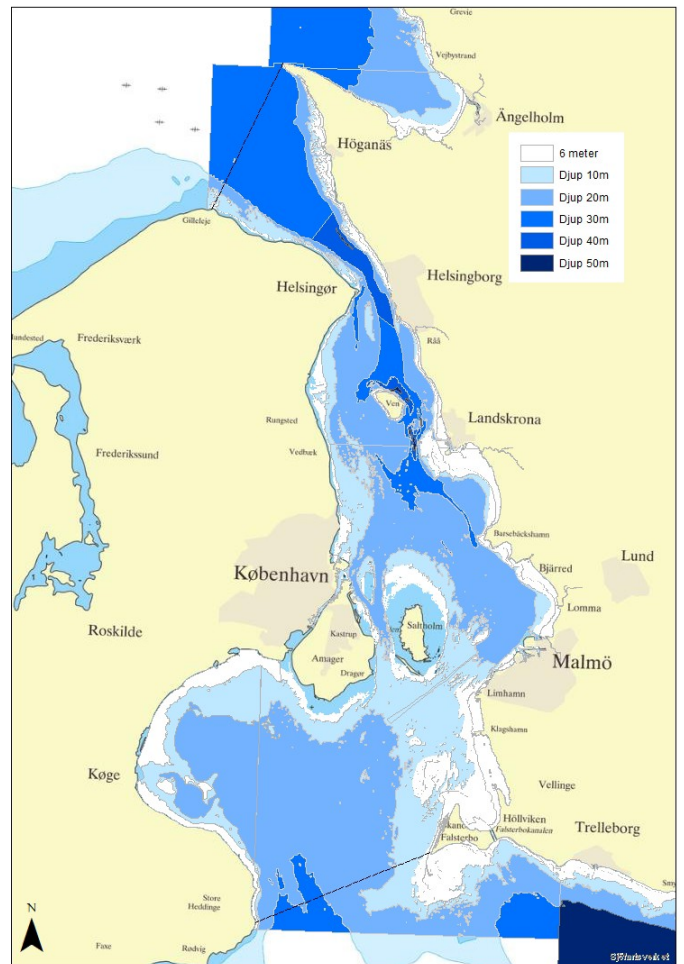 Grevie
Vejbystrand
Ängelholm
Höganäs
6 meter
Djup 10m
Djup 20m
Djup 30m
Djup 40m
Djup 50m
Gilleleje
Helsingør
Helsingborg
Hundested
Frederiksværk
Råå
Ven
Landskrona
Rungsted
Vedbæk
Frederikssund
Barsebäckshamn
Bjärred
Lund
København
Lomma
Roskilde
Saltholm
Kastrup
Amager
Malmö
Dragør
Limhamn
Klagshamn
Køge
Vellinge
Höllviken
Falsterbokanalen
Trelleborg
Falsterbo
Store
Heddinge
N
Faxe
Rødvig
Sjöfartsverket